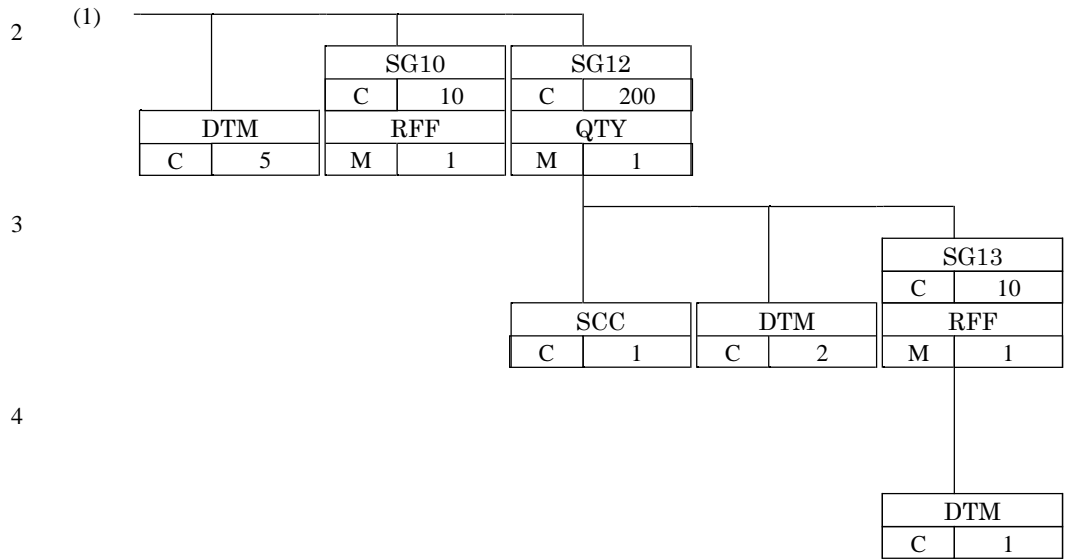 2 (1)
SG10 SG12
C 10 C 200
DTM RFF QTY
C 5 M 1 M 1
3
SG13
C 10
SCC DTM RFF
C 1 C 2 M 1
4
DTM
C 1